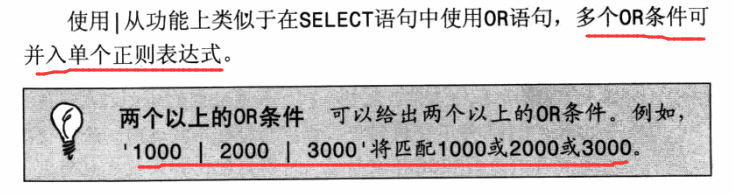 使用|从功能上类似于在SELECT语句中使用OR语句，多个OR条件可
并入单个正则表达式。
两个以上的OR条件 可以给出两个以上的OR条件。例如，
'1000 | 2000 | 3000'将匹配1000或2000或3000。